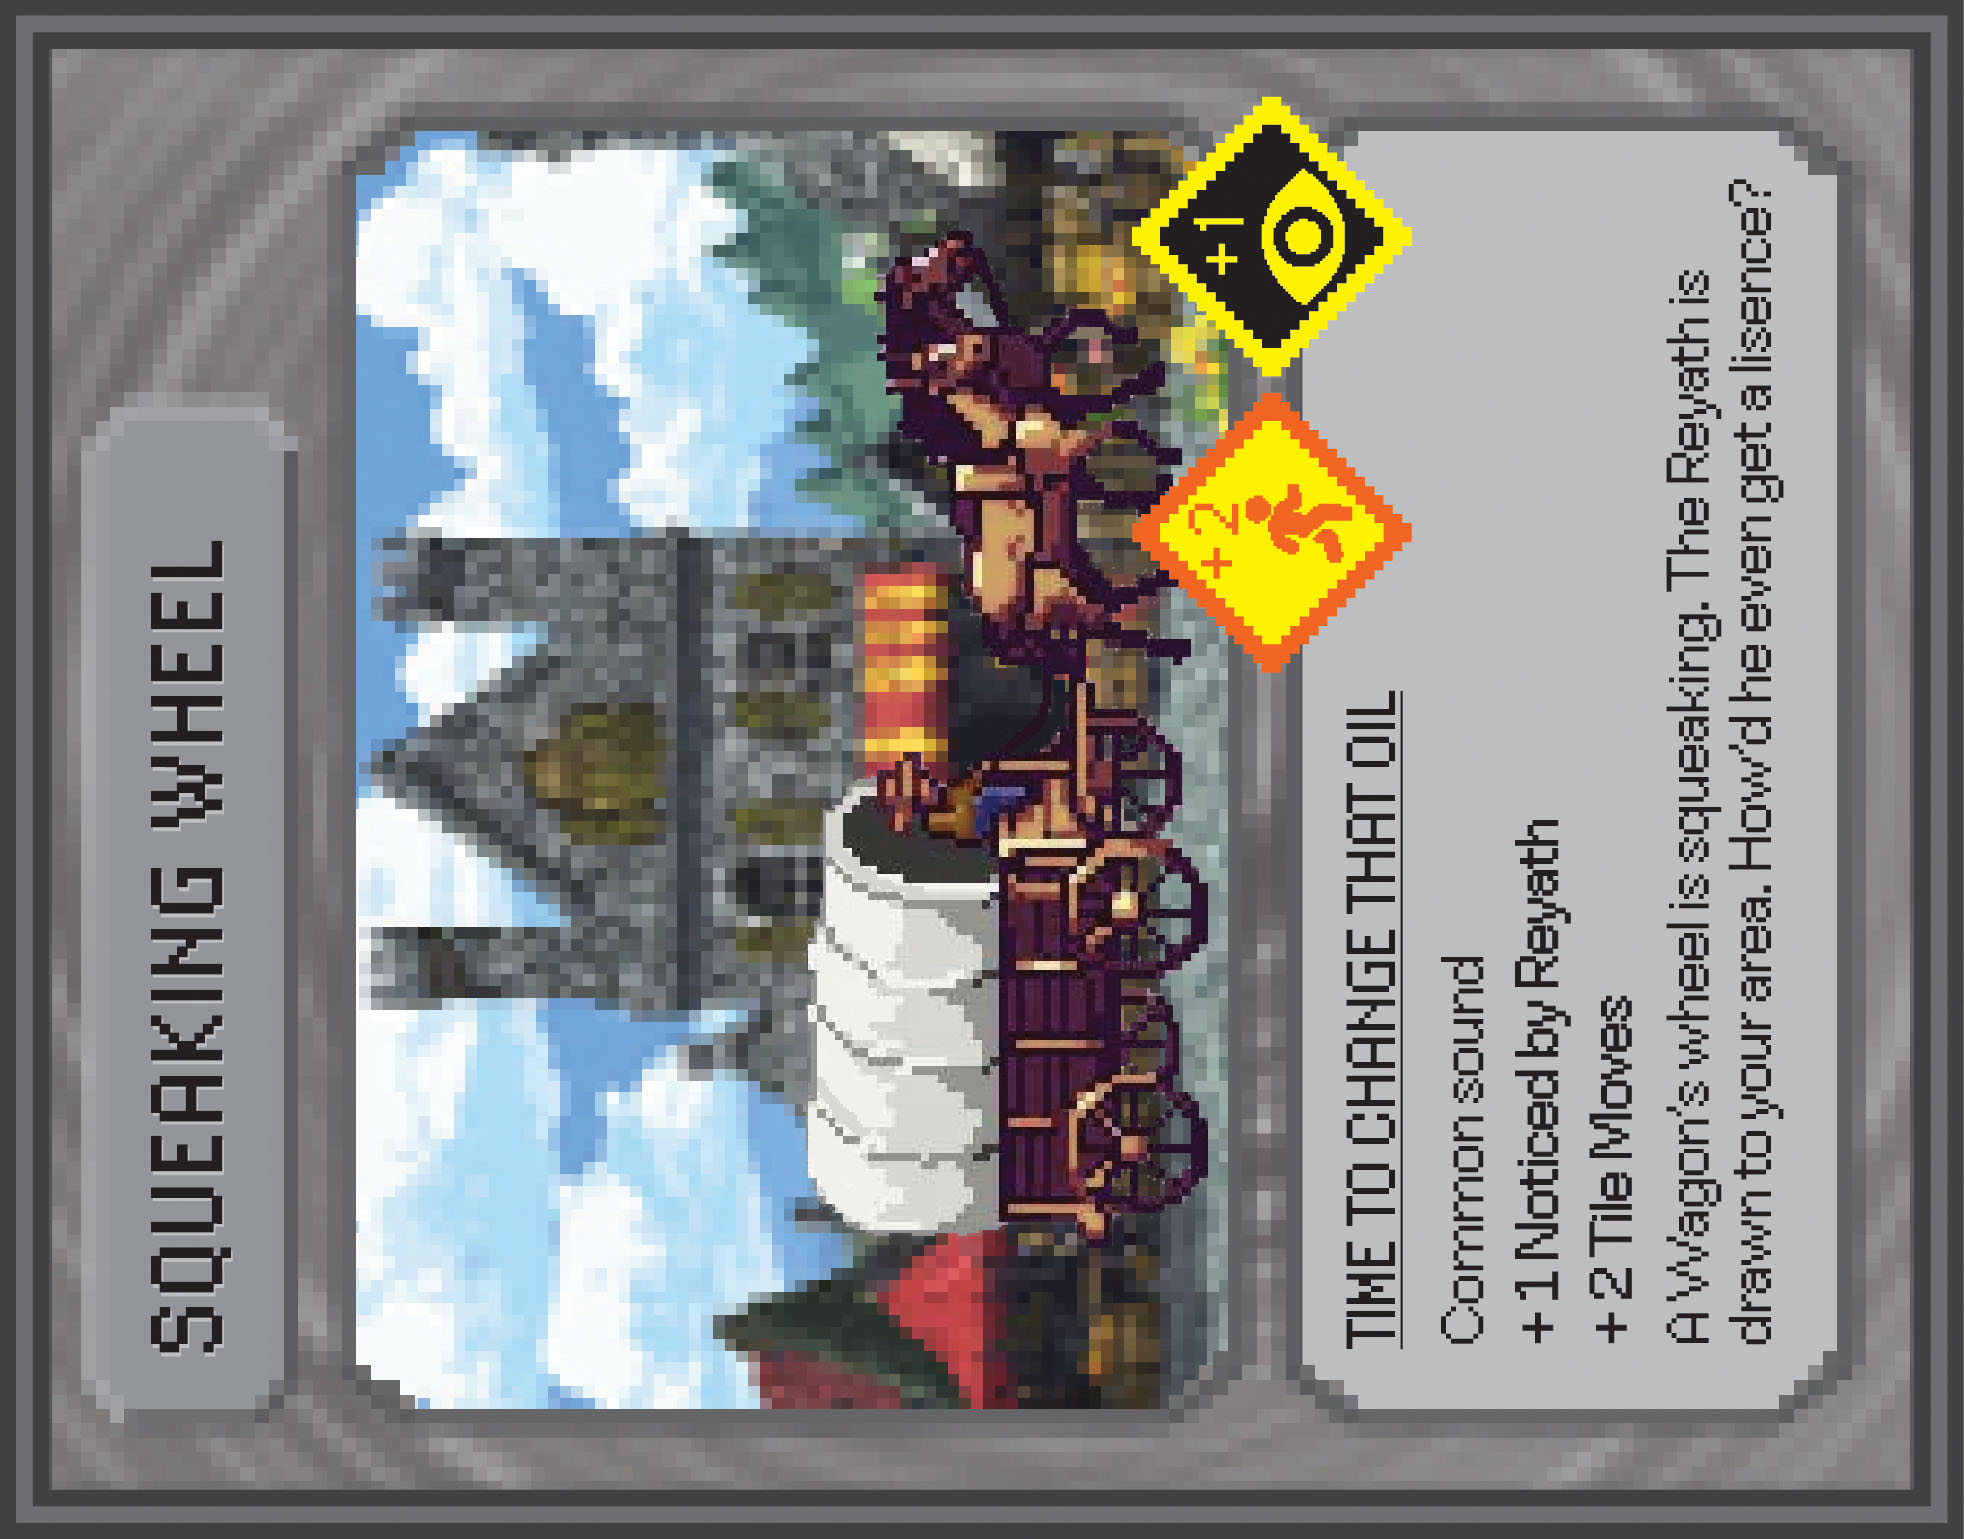 SQUEAKING WHEEL
+2
+1
TIME TO CHANGE THAT OIL
Common sound
+ 1 Noticed by Reyath
+ 2 Tile Moves
A Wagon's wheel is squeaking. The Reyath is
drawn to your area. How'd he even get a lisence?